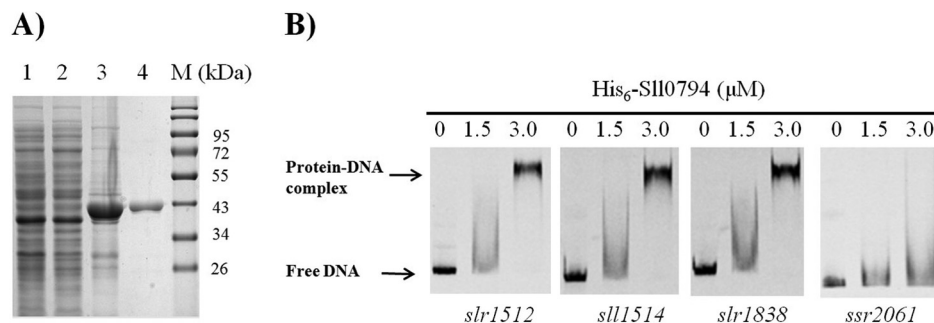 A)
1 2 3 4 M (kDa)
95
72
55
43
34
26
B)
His6-Sll0794 (μM)
0 1.5 3.0 0 1.5 3.0 0 1.5 3.0 0 1.5 3.0
Protein-DNA
complex
Free DNA
slr1512 sll1514 slr1838 ssr2061